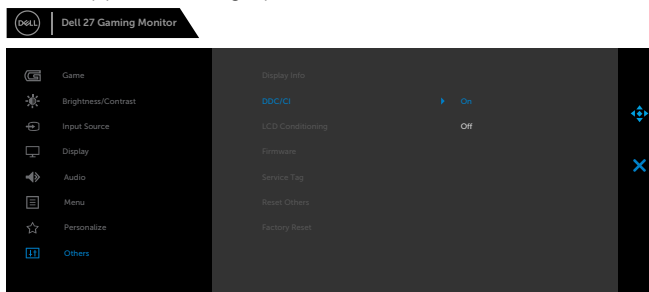 DELL
Dell 27 Gaming Monitor
Game
Display Info
Brightness/Contrast
DDC/CI
On
Input Source
LCD Conditioning
Off
Display
Firmware
Audio
Service Tag
Menu
Reset Others
Personalize
Factory Reset
Others